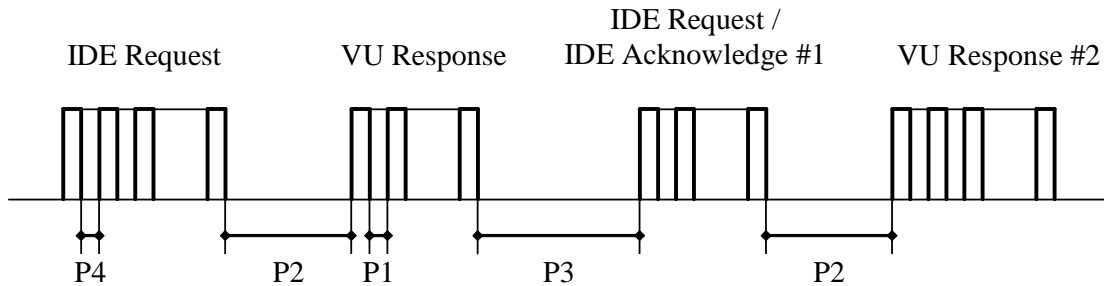 IDE Request
VU Response
IDE Request /
IDE Acknowledge #1
VU Response #2
P4
P2
P1
P3
P2